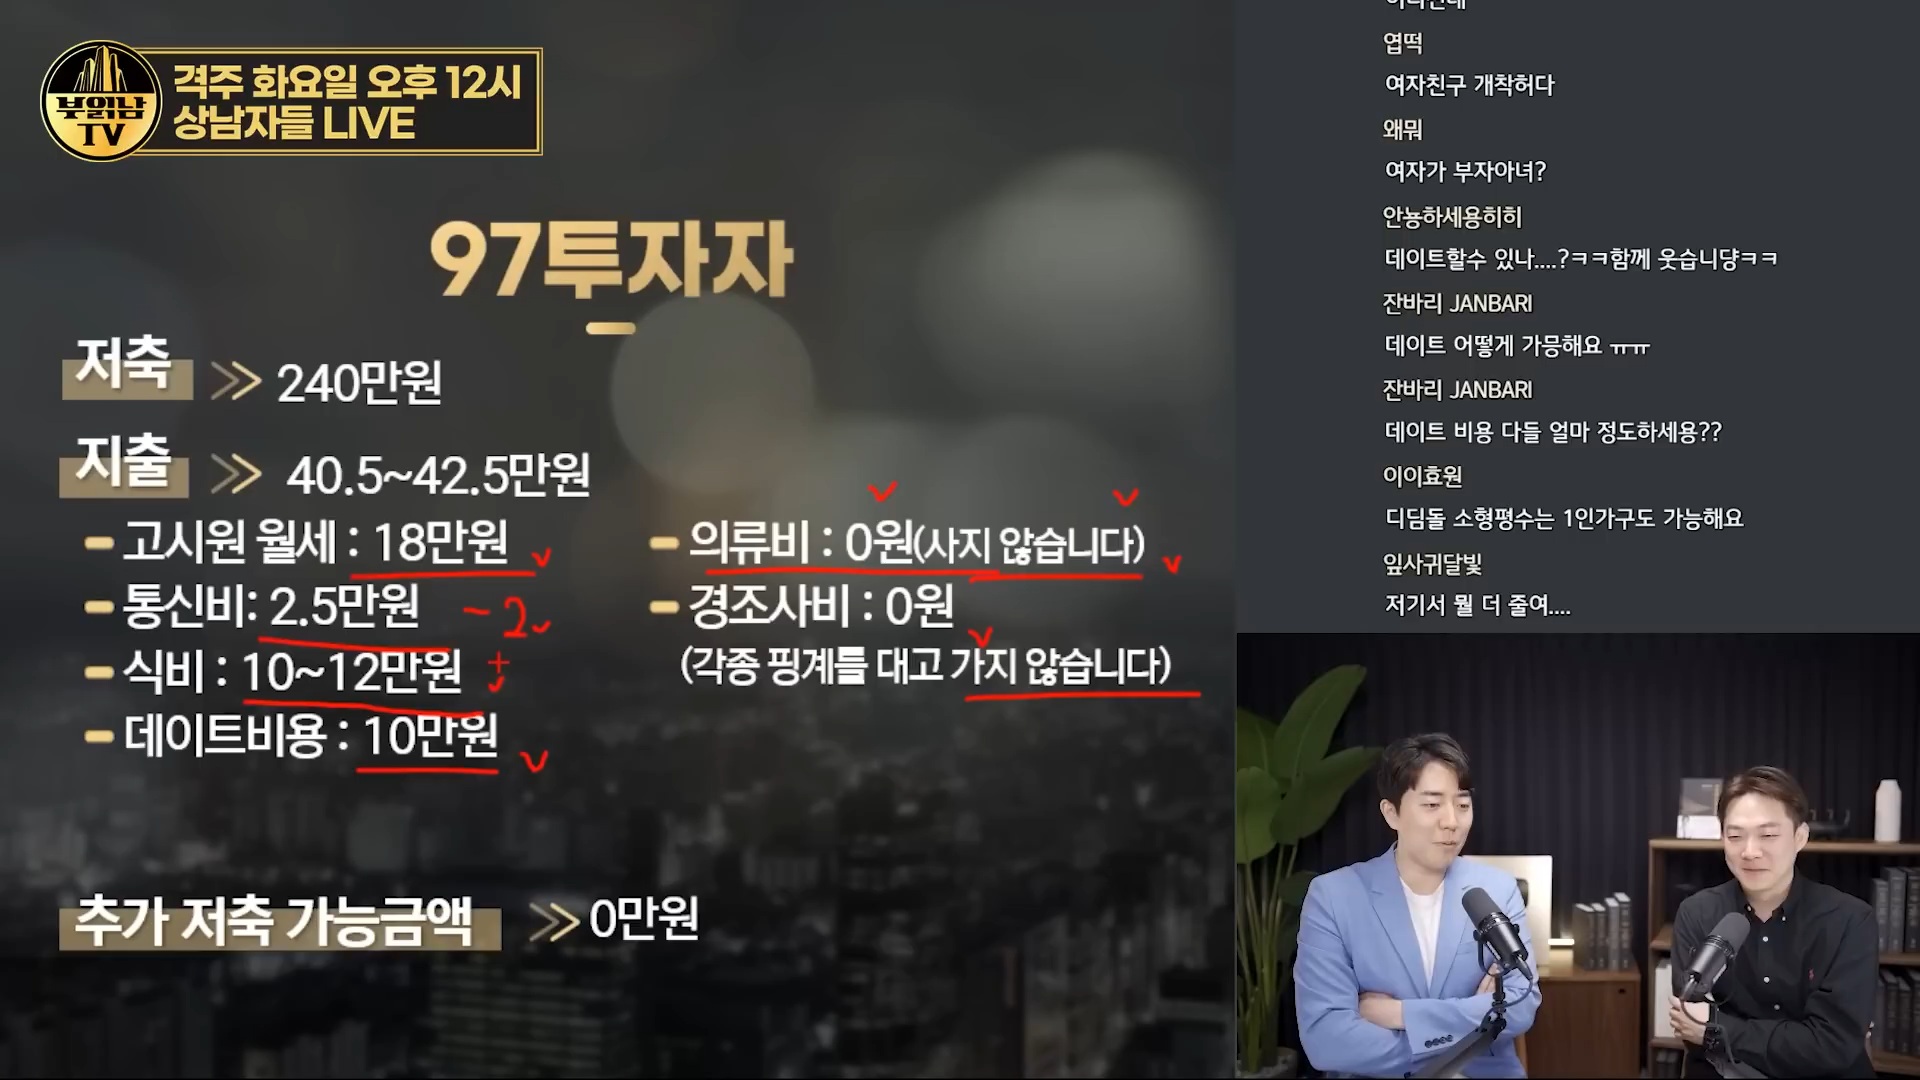 부읽남
TV
격주 화요일 오후 12시
상남자들 LIVE
97투자자
저축 240만원
지출 40.5~42.5만원
고시원 월세 : 18만원
통신비: 2.5만원 ~2
식비 : 10~12만원
데이트비용 : 10만원
의류비 : 0원(사지 않습니다)
경조사비 : 0원
(각종 핑계를 대고 가지 않습니다)
추가 저축 가능금액 0만원
엽떡
여자친구 개착허다
왜뭐
여자가 부자아녀?
안뇽하세용히히
데이트할수 있나....?ㅋㅋ함께 웃습니댱ㅋㅋ
잔바리 JANBARI
데이트 어떻게 가믕해요 ㅠㅠ
잔바리 JANBARI
데이트 비용 다들 얼마 정도하세용??
이이효원
디딤돌 소형평수는 1인가구도 가능해요
잎사귀달빛
저기서 뭘 더 줄여....